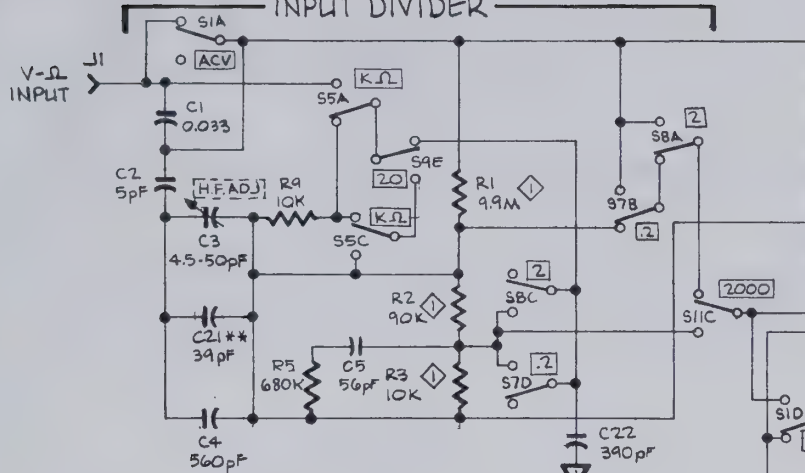 INPUT DIVIDER
S1A
ACV
J1
V-Ω
INPUT
C1
0.033
KΩ
S5A
S9E
20
C2
5pF
H.F. ADJ
R9
10K
C3
4.5-50pF
KΩ
S5C
R1
9.9M
1
2
S8A
S7B
.2
C21**
39pF
R2
90K
1
2
S8C
2000
S11C
R5
680K
C5
56pF
R3
10K
1
.2
S7D
C4
560pF
C22
390pF
S1D